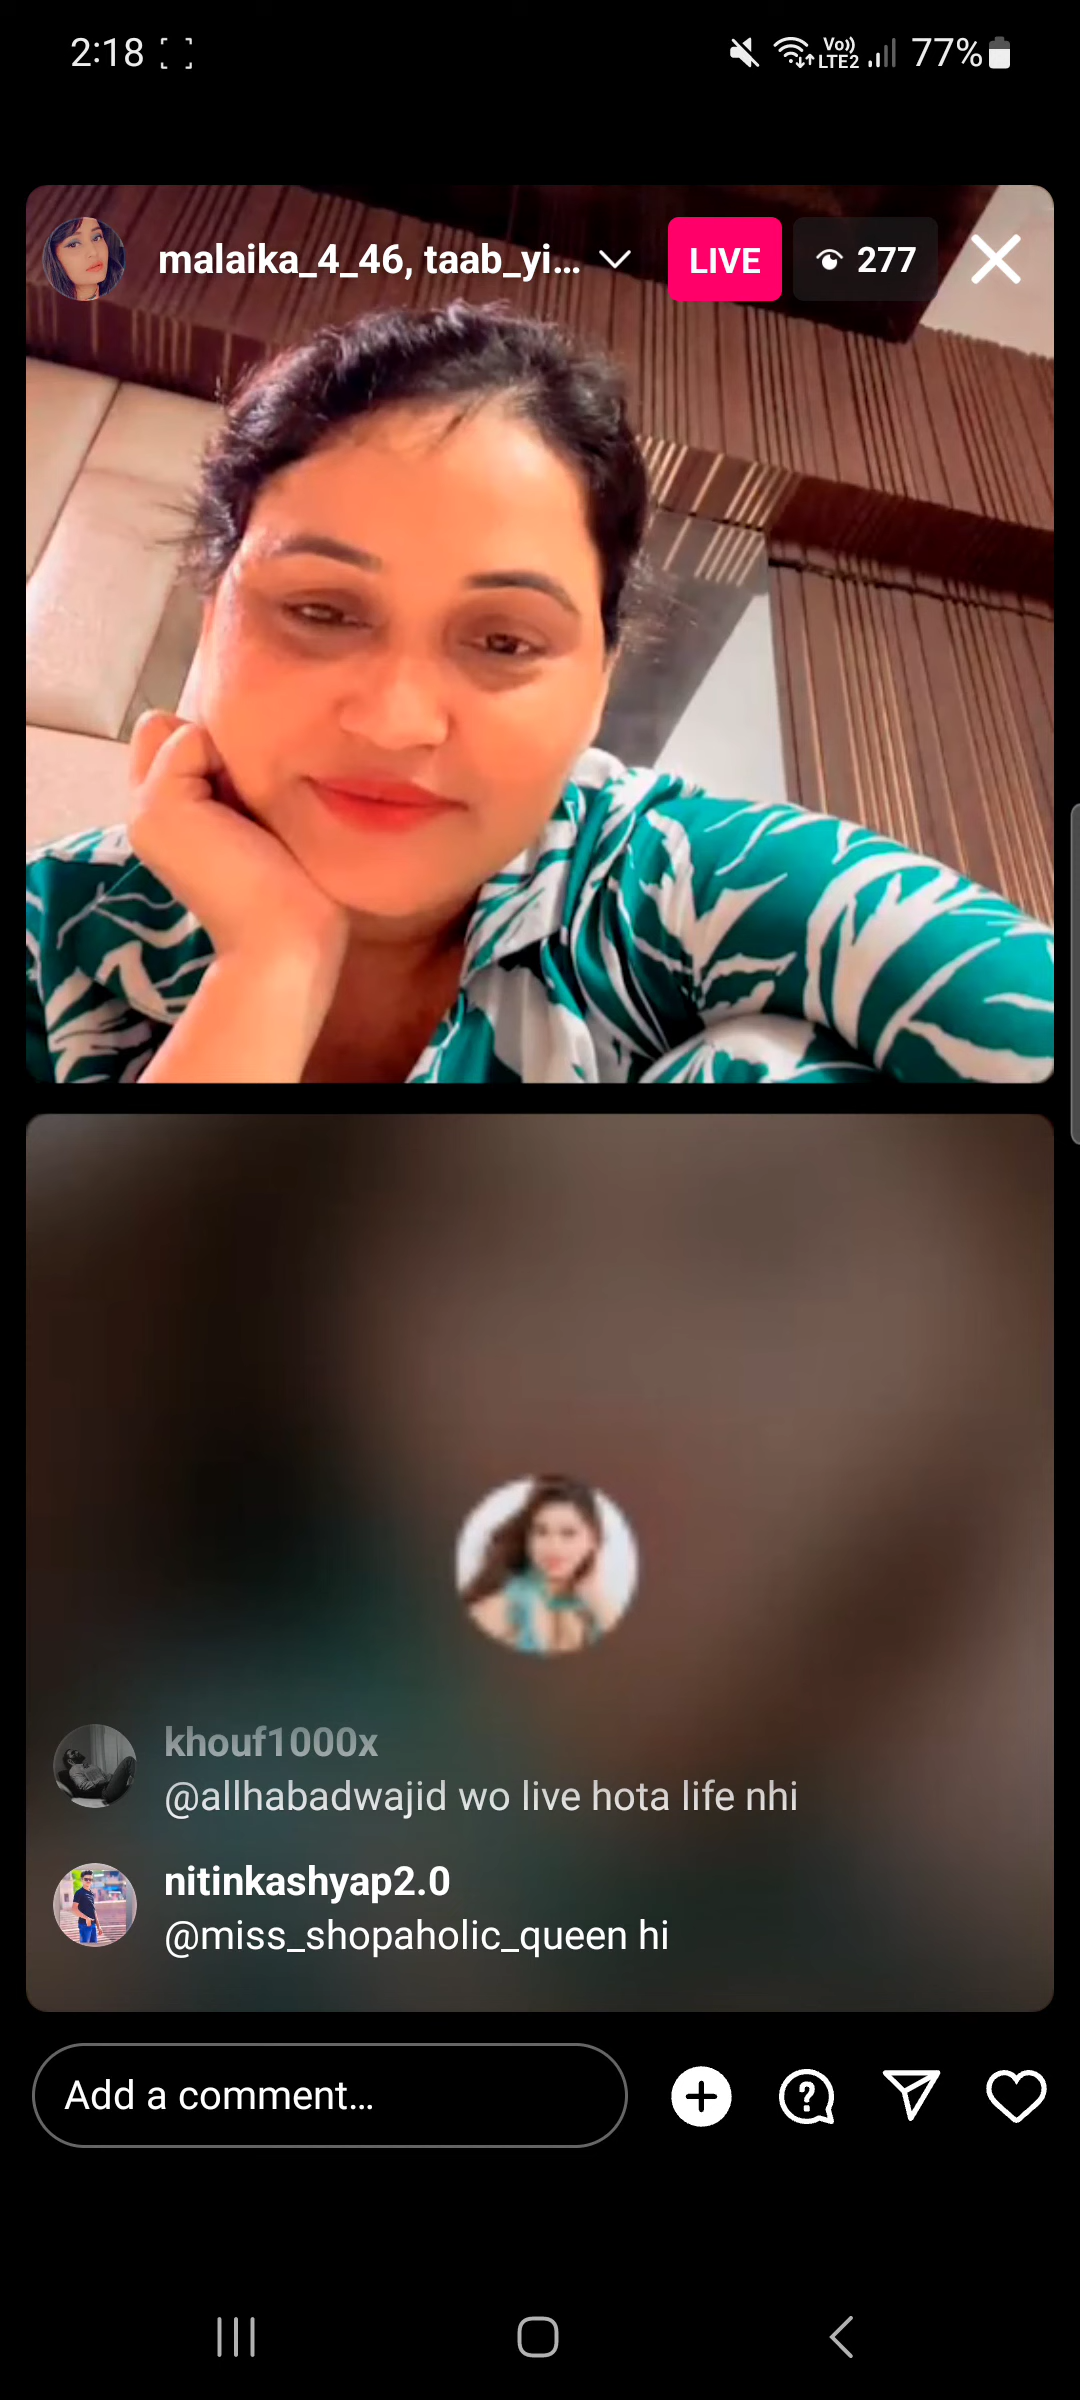 2:18
Vo))
LTE2
77%
malaika_4_46, taab_yi...
LIVE
277
khouf1000x
@allhabadwajid wo live hota life nhi
nitinkashyap2.0
@miss_shopaholic_queen hi
Add a comment...